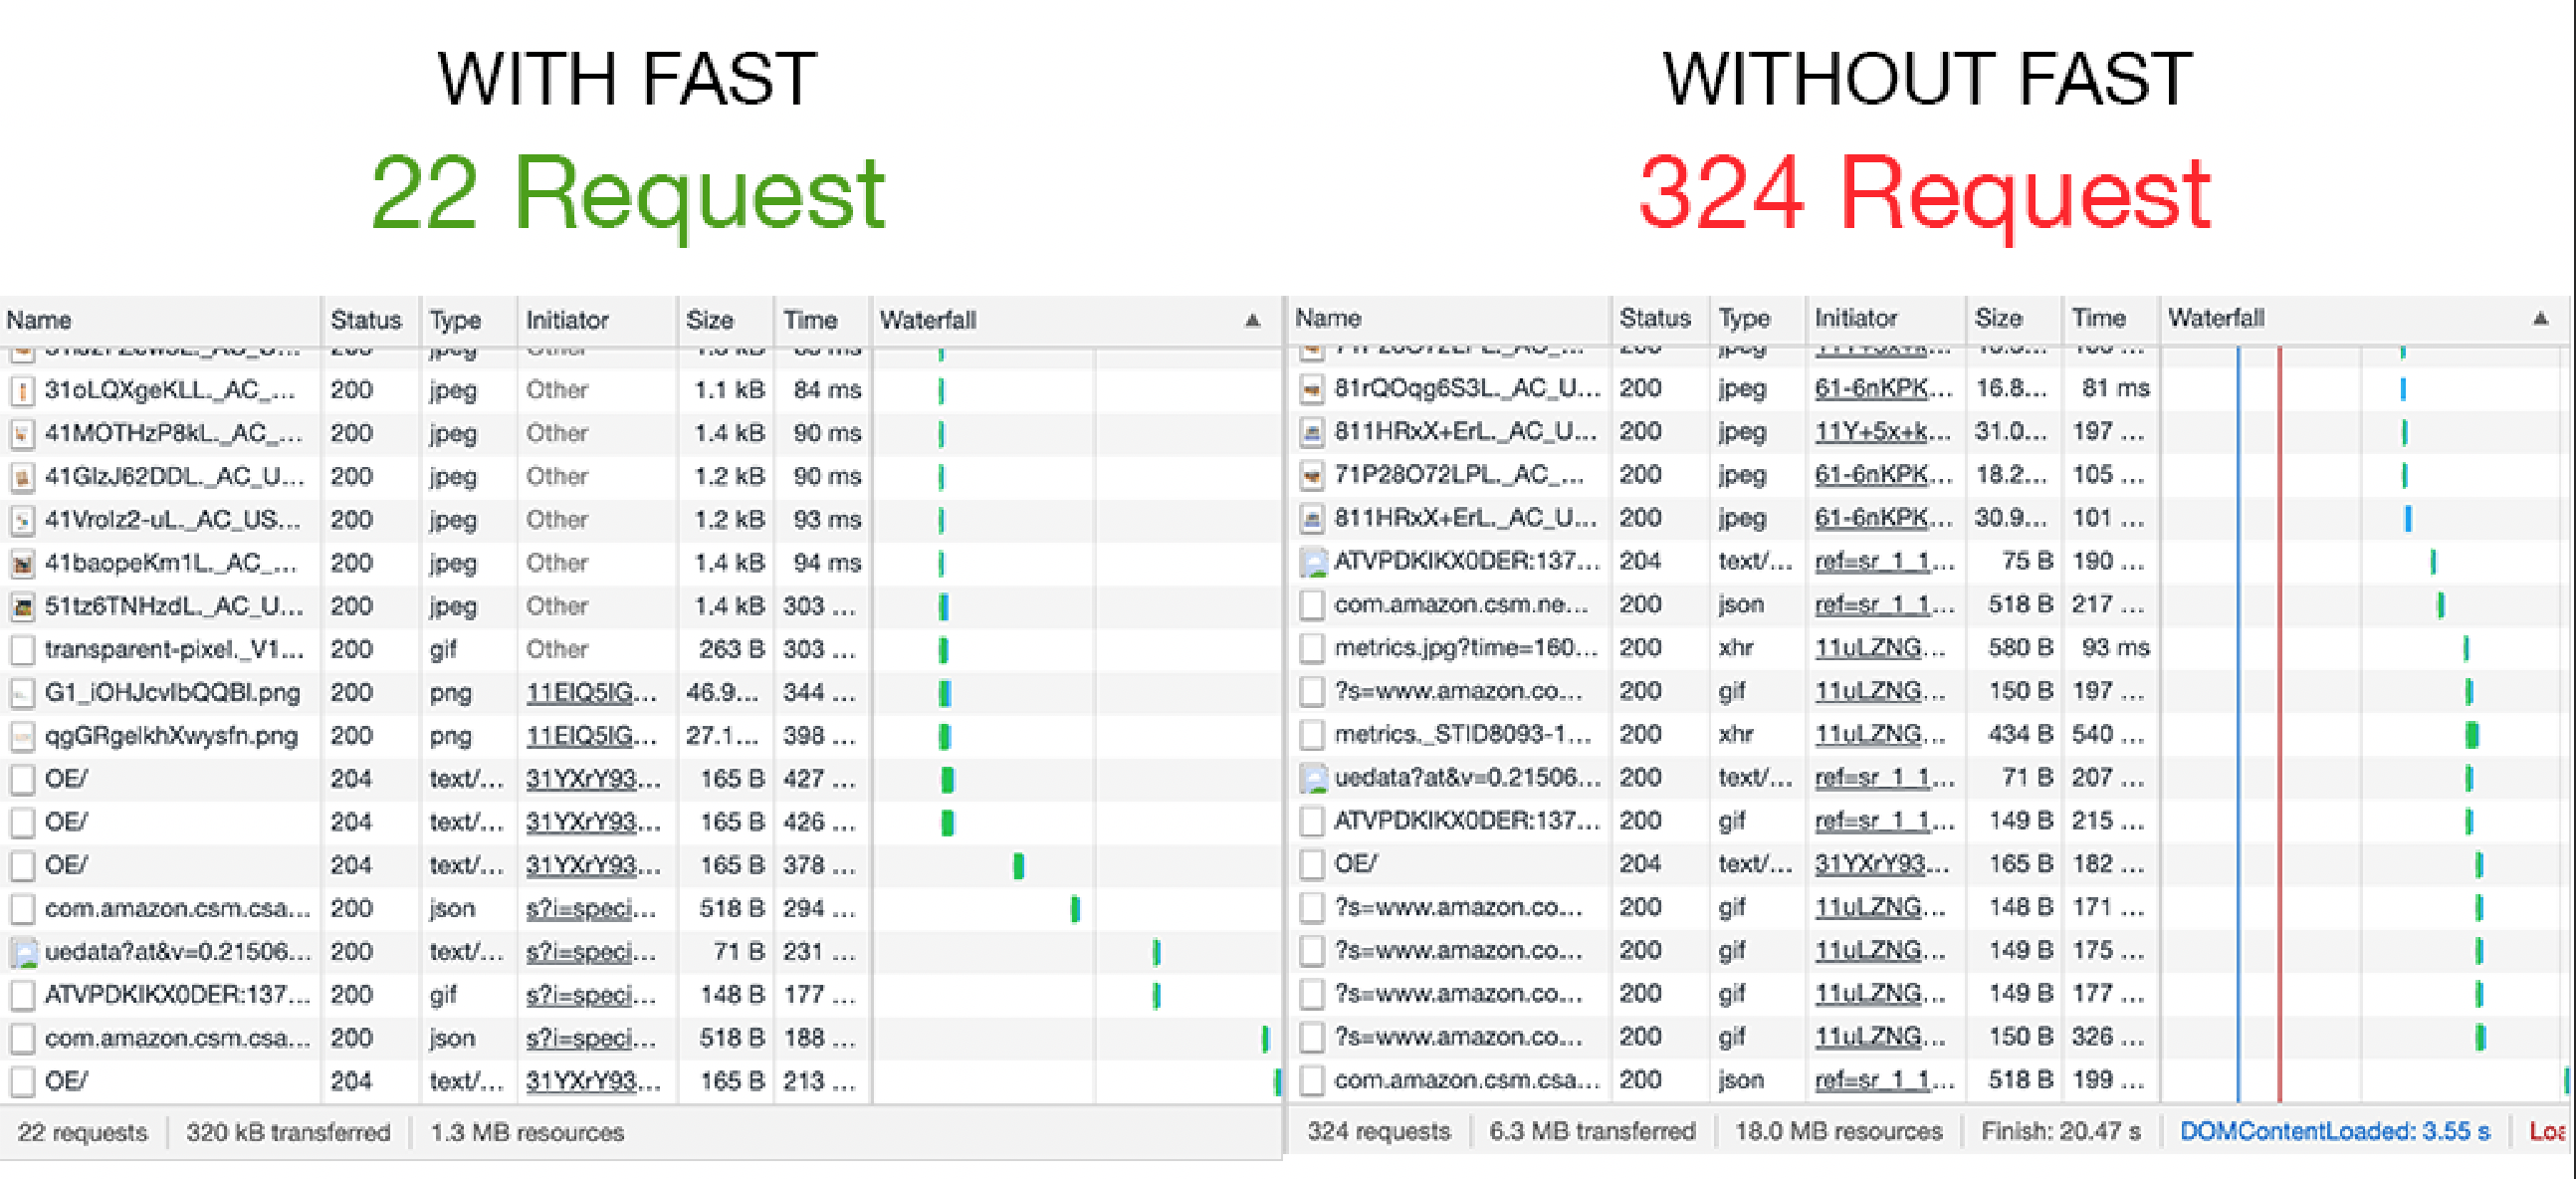 WITH FAST
22 Request
Name Status Type Initiator Size Time Waterfall
200 jpeg Other
31oLQXgeKLL._AC_... 200 jpeg Other 1.1 kB 84 ms
41MOTHzP8kL._AC_... 200 jpeg Other 1.4 kB 90 ms
41GlzJ62DDL._AC_U... 200 jpeg Other 1.2 kB 90 ms
41Vrolz2-uL._AC_US... 200 jpeg Other 1.2 kB 93 ms
41baopeKm1L._AC_... 200 jpeg Other 1.4 kB 94 ms
51tz6TNHzdL._AC_U... 200 jpeg Other 1.4 kB 303 ...
transparent-pixel._V1... 200 gif Other 263 B 303 ...
G1_iOHJcvlbQQBI.png 200 png 11EIQ5IG... 46.9... 344 ...
qgGRgelkhXwysfn.png 200 png 11EIQ5IG... 27.1... 398 ...
OE/ 204 text/... 31YXrY93... 165 B 427 ...
OE/ 204 text/... 31YXrY93... 165 B 426 ...
OE/ 204 text/... 31YXrY93... 165 B 378 ...
com.amazon.csm.csa... 200 json s?i=speci... 518 B 294 ...
uedata?at&v=0.21506... 200 text/... s?i=speci... 71 B 231 ...
ATVPDKIKX0DER:137... 200 gif s?i=speci... 148 B 177 ...
com.amazon.csm.csa... 200 json s?i=speci... 518 B 188 ...
OE/ 204 text/... 31YXrY93... 165 B 213 ...
22 requests 320 kB transferred 1.3 MB resources
WITHOUT FAST
324 Request
Name Status Type Initiator Size Time Waterfall
200 jpeg
81rQOqg6S3L._AC_U... 200 jpeg 61-6nKPK... 16.8... 81 ms
811HRxX+ErL._AC_U... 200 jpeg 11Y+5x+k... 31.0... 197 ...
71P28O72LPL._AC_... 200 jpeg 61-6nKPK... 18.2... 105 ...
811HRxX+ErL._AC_U... 200 jpeg 61-6nKPK... 30.9... 101 ...
ATVPDKIKX0DER:137... 204 text/... ref=sr_1_1... 75 B 190 ...
com.amazon.csm.ne... 200 json ref=sr_1_1... 518 B 217 ...
metrics.jpg?time=160... 200 xhr 11uLZNG... 580 B 93 ms
?s=www.amazon.co... 200 gif 11uLZNG... 150 B 197 ...
metrics._STID8093-1... 200 xhr 11uLZNG... 434 B 540 ...
uedata?at&v=0.21506... 200 text/... ref=sr_1_1... 71 B 207 ...
ATVPDKIKX0DER:137... 200 gif ref=sr_1_1... 149 B 215 ...
OE/ 204 text/... 31YXrY93... 165 B 182 ...
?s=www.amazon.co... 200 gif 11uLZNG... 148 B 171 ...
?s=www.amazon.co... 200 gif 11uLZNG... 149 B 175 ...
?s=www.amazon.co... 200 gif 11uLZNG... 149 B 177 ...
?s=www.amazon.co... 200 gif 11uLZNG... 150 B 326 ...
com.amazon.csm.csa... 200 json ref=sr_1_1... 518 B 199 ...
324 requests 6.3 MB transferred 18.0 MB resources Finish: 20.47 s DOMContentLoaded: 3.55 s